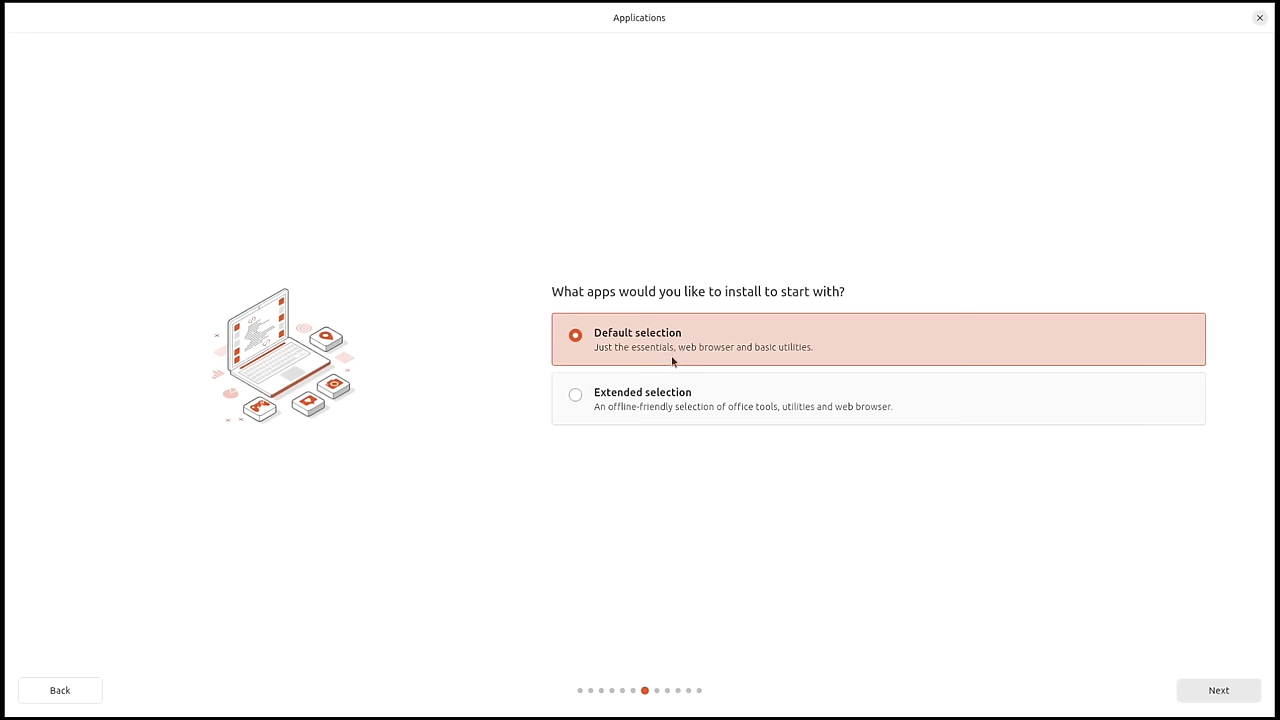 Applications
What apps would you like to install to start with?
Default selection
Just the essentials, web browser and basic utilities.
Extended selection
An offline-friendly selection of office tools, utilities and web browser.
Back
Next